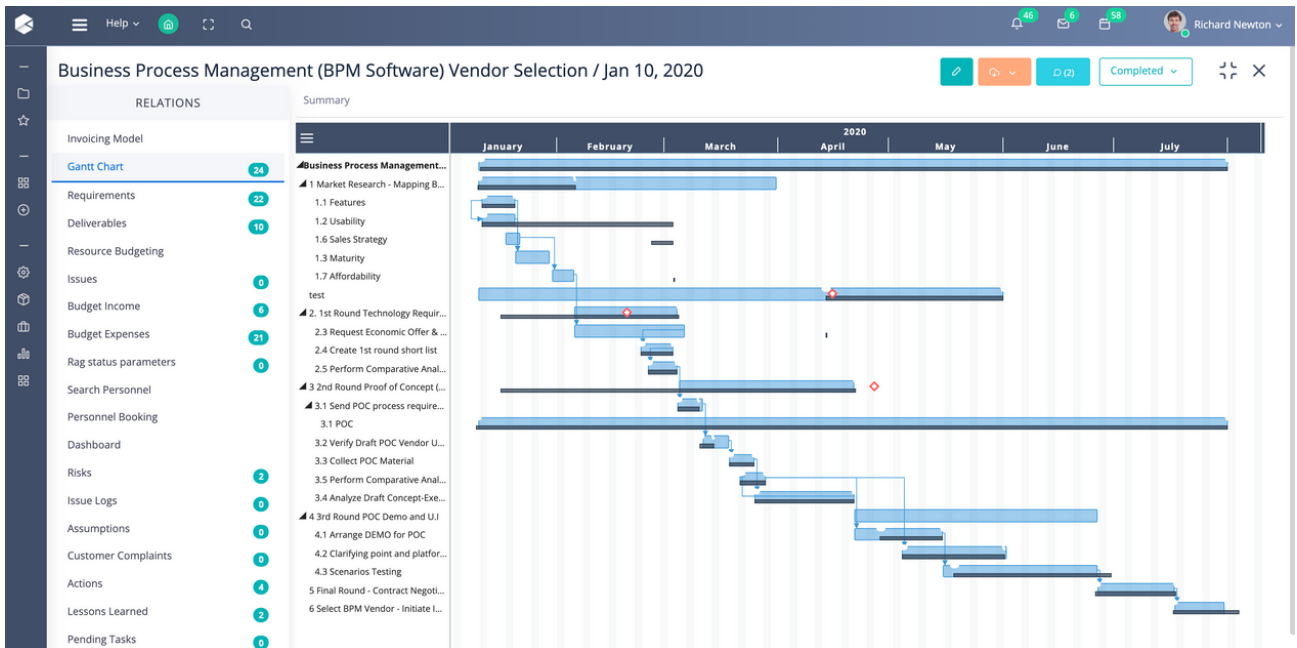 Help
46
6
58
Richard Newton
Business Process Management (BPM Software) Vendor Selection / Jan 10, 2020
(2)
Completed
RELATIONS
Invoicing Model
Gantt Chart 24
Requirements 22
Deliverables 10
Resource Budgeting
Issues 0
Budget Income 6
Budget Expenses 21
Rag status parameters 0
Search Personnel
Personnel Booking
Dashboard
Risks 2
Issue Logs 0
Assumptions 0
Customer Complaints 0
Actions 4
Lessons Learned 2
Pending Tasks 0
Summary
2020
January February March April May June July
Business Process Management...
1 Market Research - Mapping B...
1.1 Features
1.2 Usability
1.6 Sales Strategy
1.3 Maturity
1.7 Affordability
test
2. 1st Round Technology Requir...
2.3 Request Economic Offer & ...
2.4 Create 1st round short list
2.5 Perform Comparative Anal...
3 2nd Round Proof of Concept (...
3.1 Send POC process require...
3.1 POC
3.2 Verify Draft POC Vendor U...
3.3 Collect POC Material
3.5 Perform Comparative Anal...
3.4 Analyze Draft Concept-Exe...
4 3rd Round POC Demo and U.I
4.1 Arrange DEMO for POC
4.2 Clarifying point and platfor...
4.3 Scenarios Testing
5 Final Round - Contract Negoti...
6 Select BPM Vendor - Initiate I...